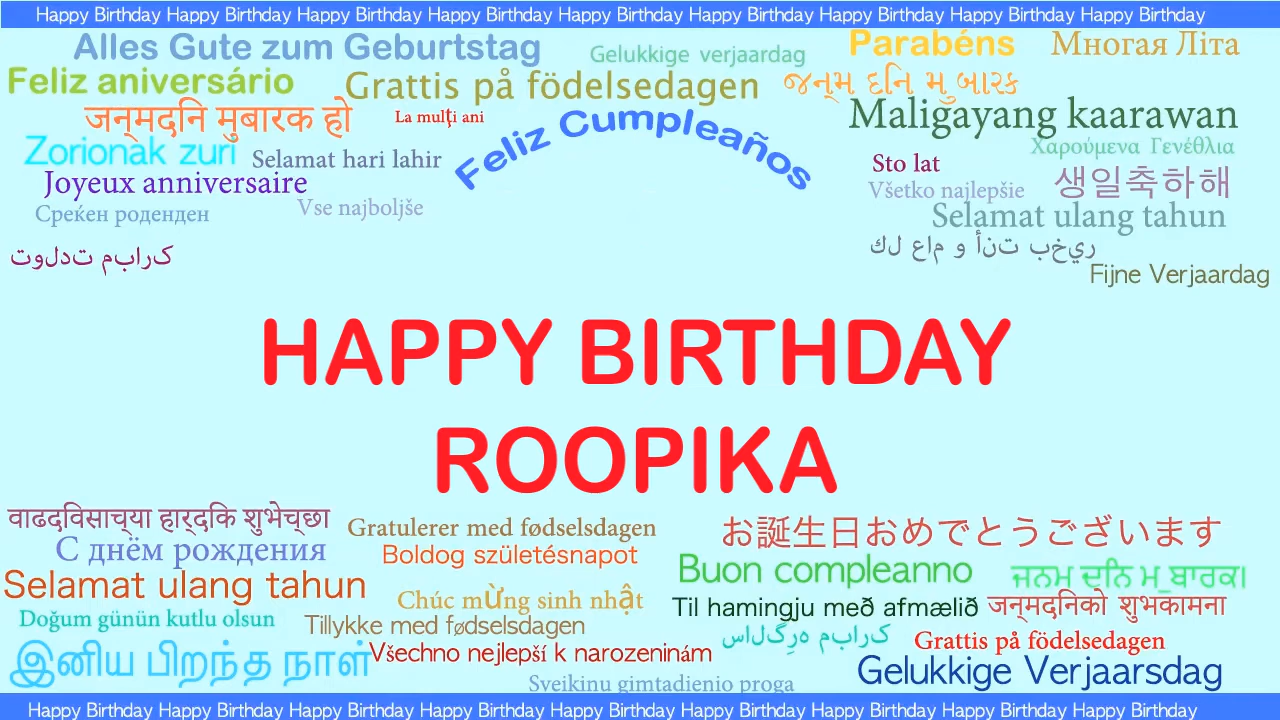 Happy Birthday Happy Birthday Happy Birthday Happy Birthday Happy Birthday Happy Birthday Happy Birthday Happy Birthday Happy Birthday
Alles Gute zum Geburtstag
Gelukkige verjaardag
Parabéns
Многая Літа
Feliz aniversário
Grattis på födelsedagen
જન્મ દિન મુબારક
जन्मदिन मुबारक हो
La mulţi ani
Feliz Cumpleaños
Maligayang kaarawan
Zorionak zuri
Selamat hari lahir
Sto lat
Χαρούμενα Γενέθλια
Joyeux anniversaire
Všetko najlepšie
생일축하해
Среќен роденден
Vse najboljše
Selamat ulang tahun
تولدت مبارک
كل عام و أنت بخير
Fijne Verjaardag
HAPPY BIRTHDAY
ROOPIKA
वाढदिवसाच्या हार्दिक शुभेच्छा
Gratulerer med fødselsdagen
お誕生日おめでとうございます
С днём рождения
Boldog születésnapot
Selamat ulang tahun
Buon compleanno
ਜਨਮ ਦਿਨ ਮੁਬਾਰਕ।
Chúc mừng sinh nhật
Til hamingju með afmælið
जन्मदिनको शुभकामना
Doğum günün kutlu olsun
Tillykke med fødselsdagen
سالگرہ مبارک
Grattis på födelsedagen
இனிய பிறந்த நாள்
Všechno nejlepší k narozeninám
Gelukkige Verjaarsdag
Sveikinu gimtadienio proga
Happy Birthday Happy Birthday Happy Birthday Happy Birthday Happy Birthday Happy Birthday Happy Birthday Happy Birthday Happy Birthday